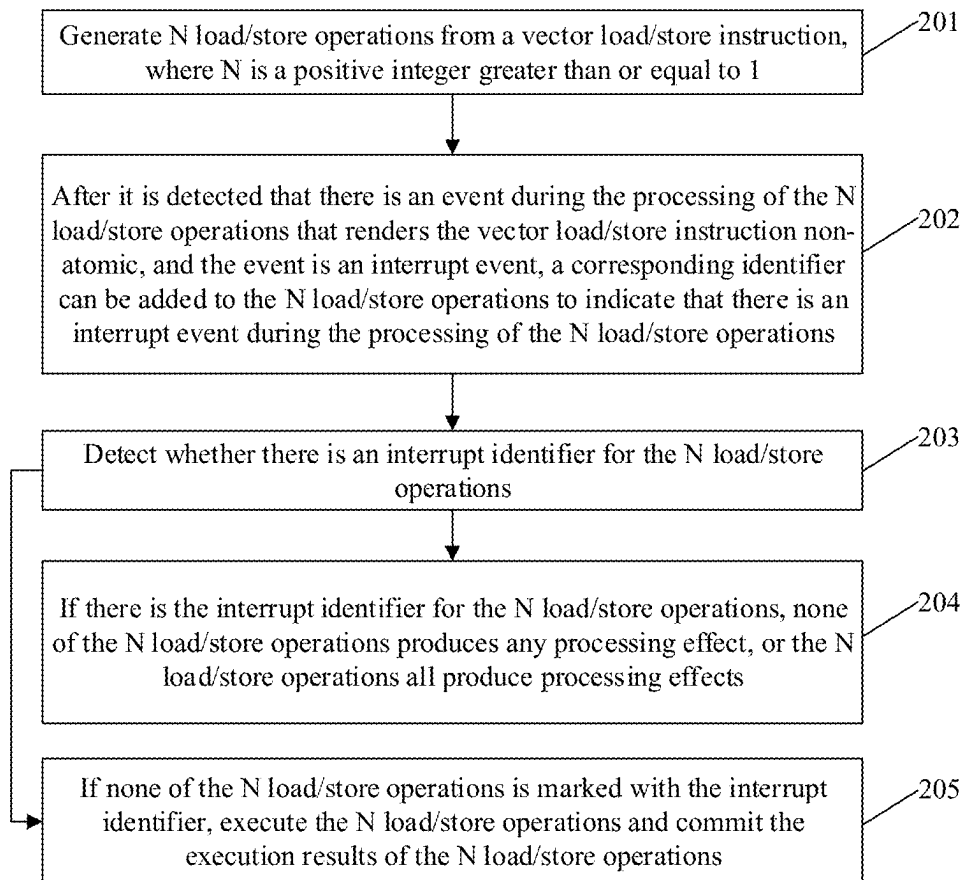 Generate N load/store operations from a vector load/store instruction,
where N is a positive integer greater than or equal to 1
201
After it is detected that there is an event during the processing of the N
load/store operations that renders the vector load/store instruction non-
atomic, and the event is an interrupt event, a corresponding identifier
can be added to the N load/store operations to indicate that there is an
interrupt event during the processing of the N load/store operations
202
Detect whether there is an interrupt identifier for the N load/store
operations
203
If there is the interrupt identifier for the N load/store operations, none
of the N load/store operations produces any processing effect, or the N
load/store operations all produce processing effects
204
If none of the N load/store operations is marked with the interrupt
identifier, execute the N load/store operations and commit the
execution results of the N load/store operations
205